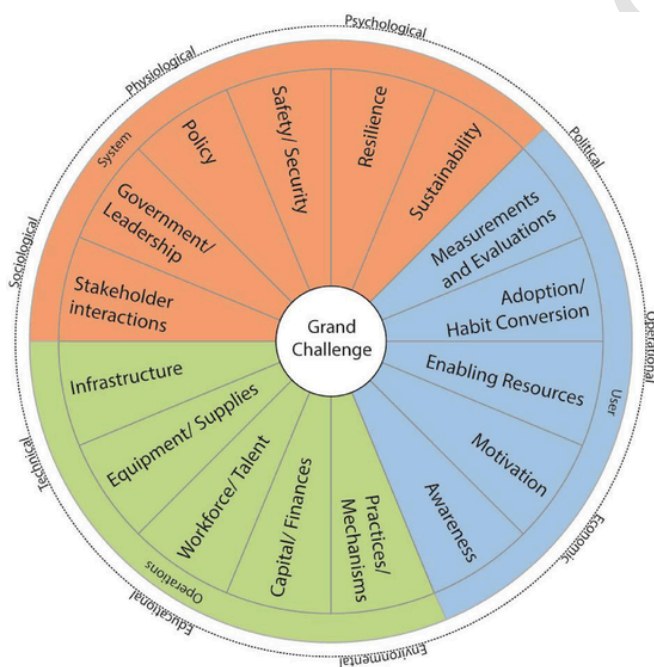 Psychological
Physiological
Political
System
Safety/ Security
Resilience
Policy
Sustainability
Government/
Leadership
Measurements
and Evaluations
Sociological
Stakeholder
interactions
Adoption/
Habit Conversion
Grand
Challenge
Operational
Infrastructure
Enabling Resources
User
Equipment/ Supplies
Motivation
Technical
Workforce/ Talent
Capital/ Finances
Practices/
Mechanisms
Awareness
Economic
Operations
Educational
Environmental